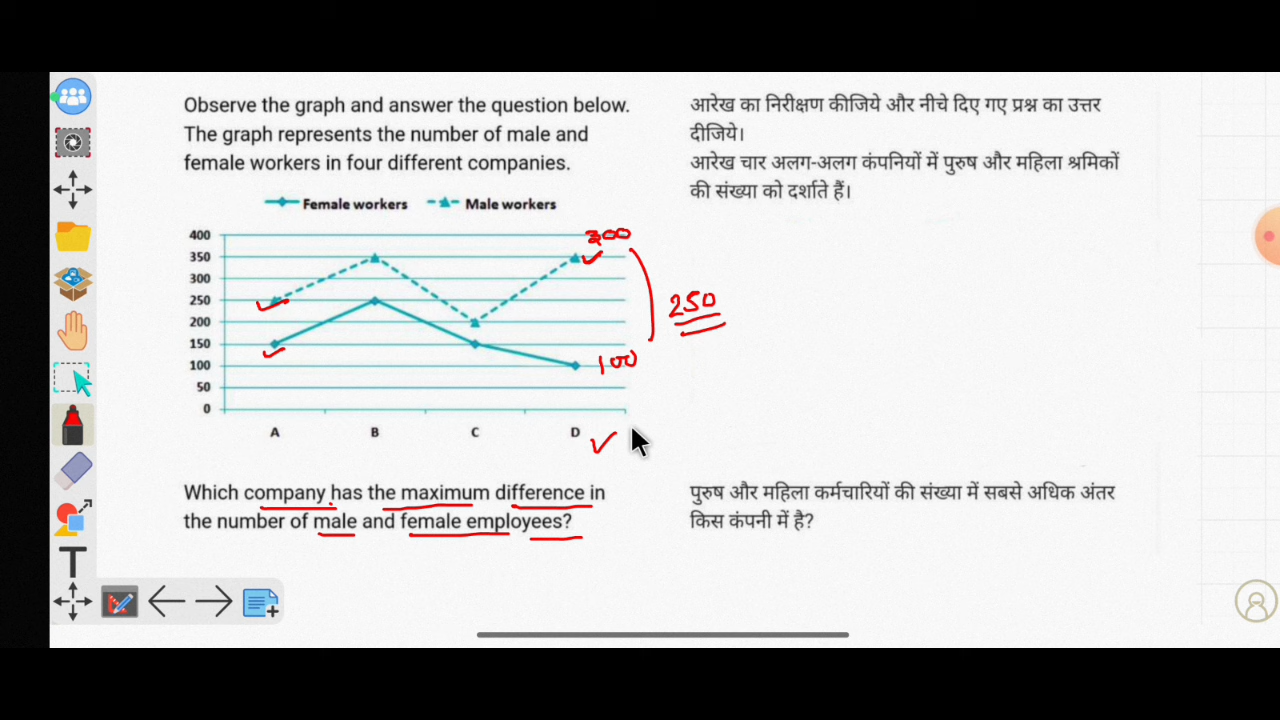 Observe the graph and answer the question below.
The graph represents the number of male and
female workers in four different companies.
Female workers Male workers
400
350
300
250
200
150
100
50
0
300
250
100
A B C D
Which company has the maximum difference in
the number of male and female employees?
आरेख का निरीक्षण कीजिये और नीचे दिए गए प्रश्न का उत्तर
दीजिये।
आरेख चार अलग-अलग कंपनियों में पुरुष और महिला श्रमिकों
की संख्या को दर्शाते हैं।
पुरुष और महिला कर्मचारियों की संख्या में सबसे अधिक अंतर
किस कंपनी में है?
T